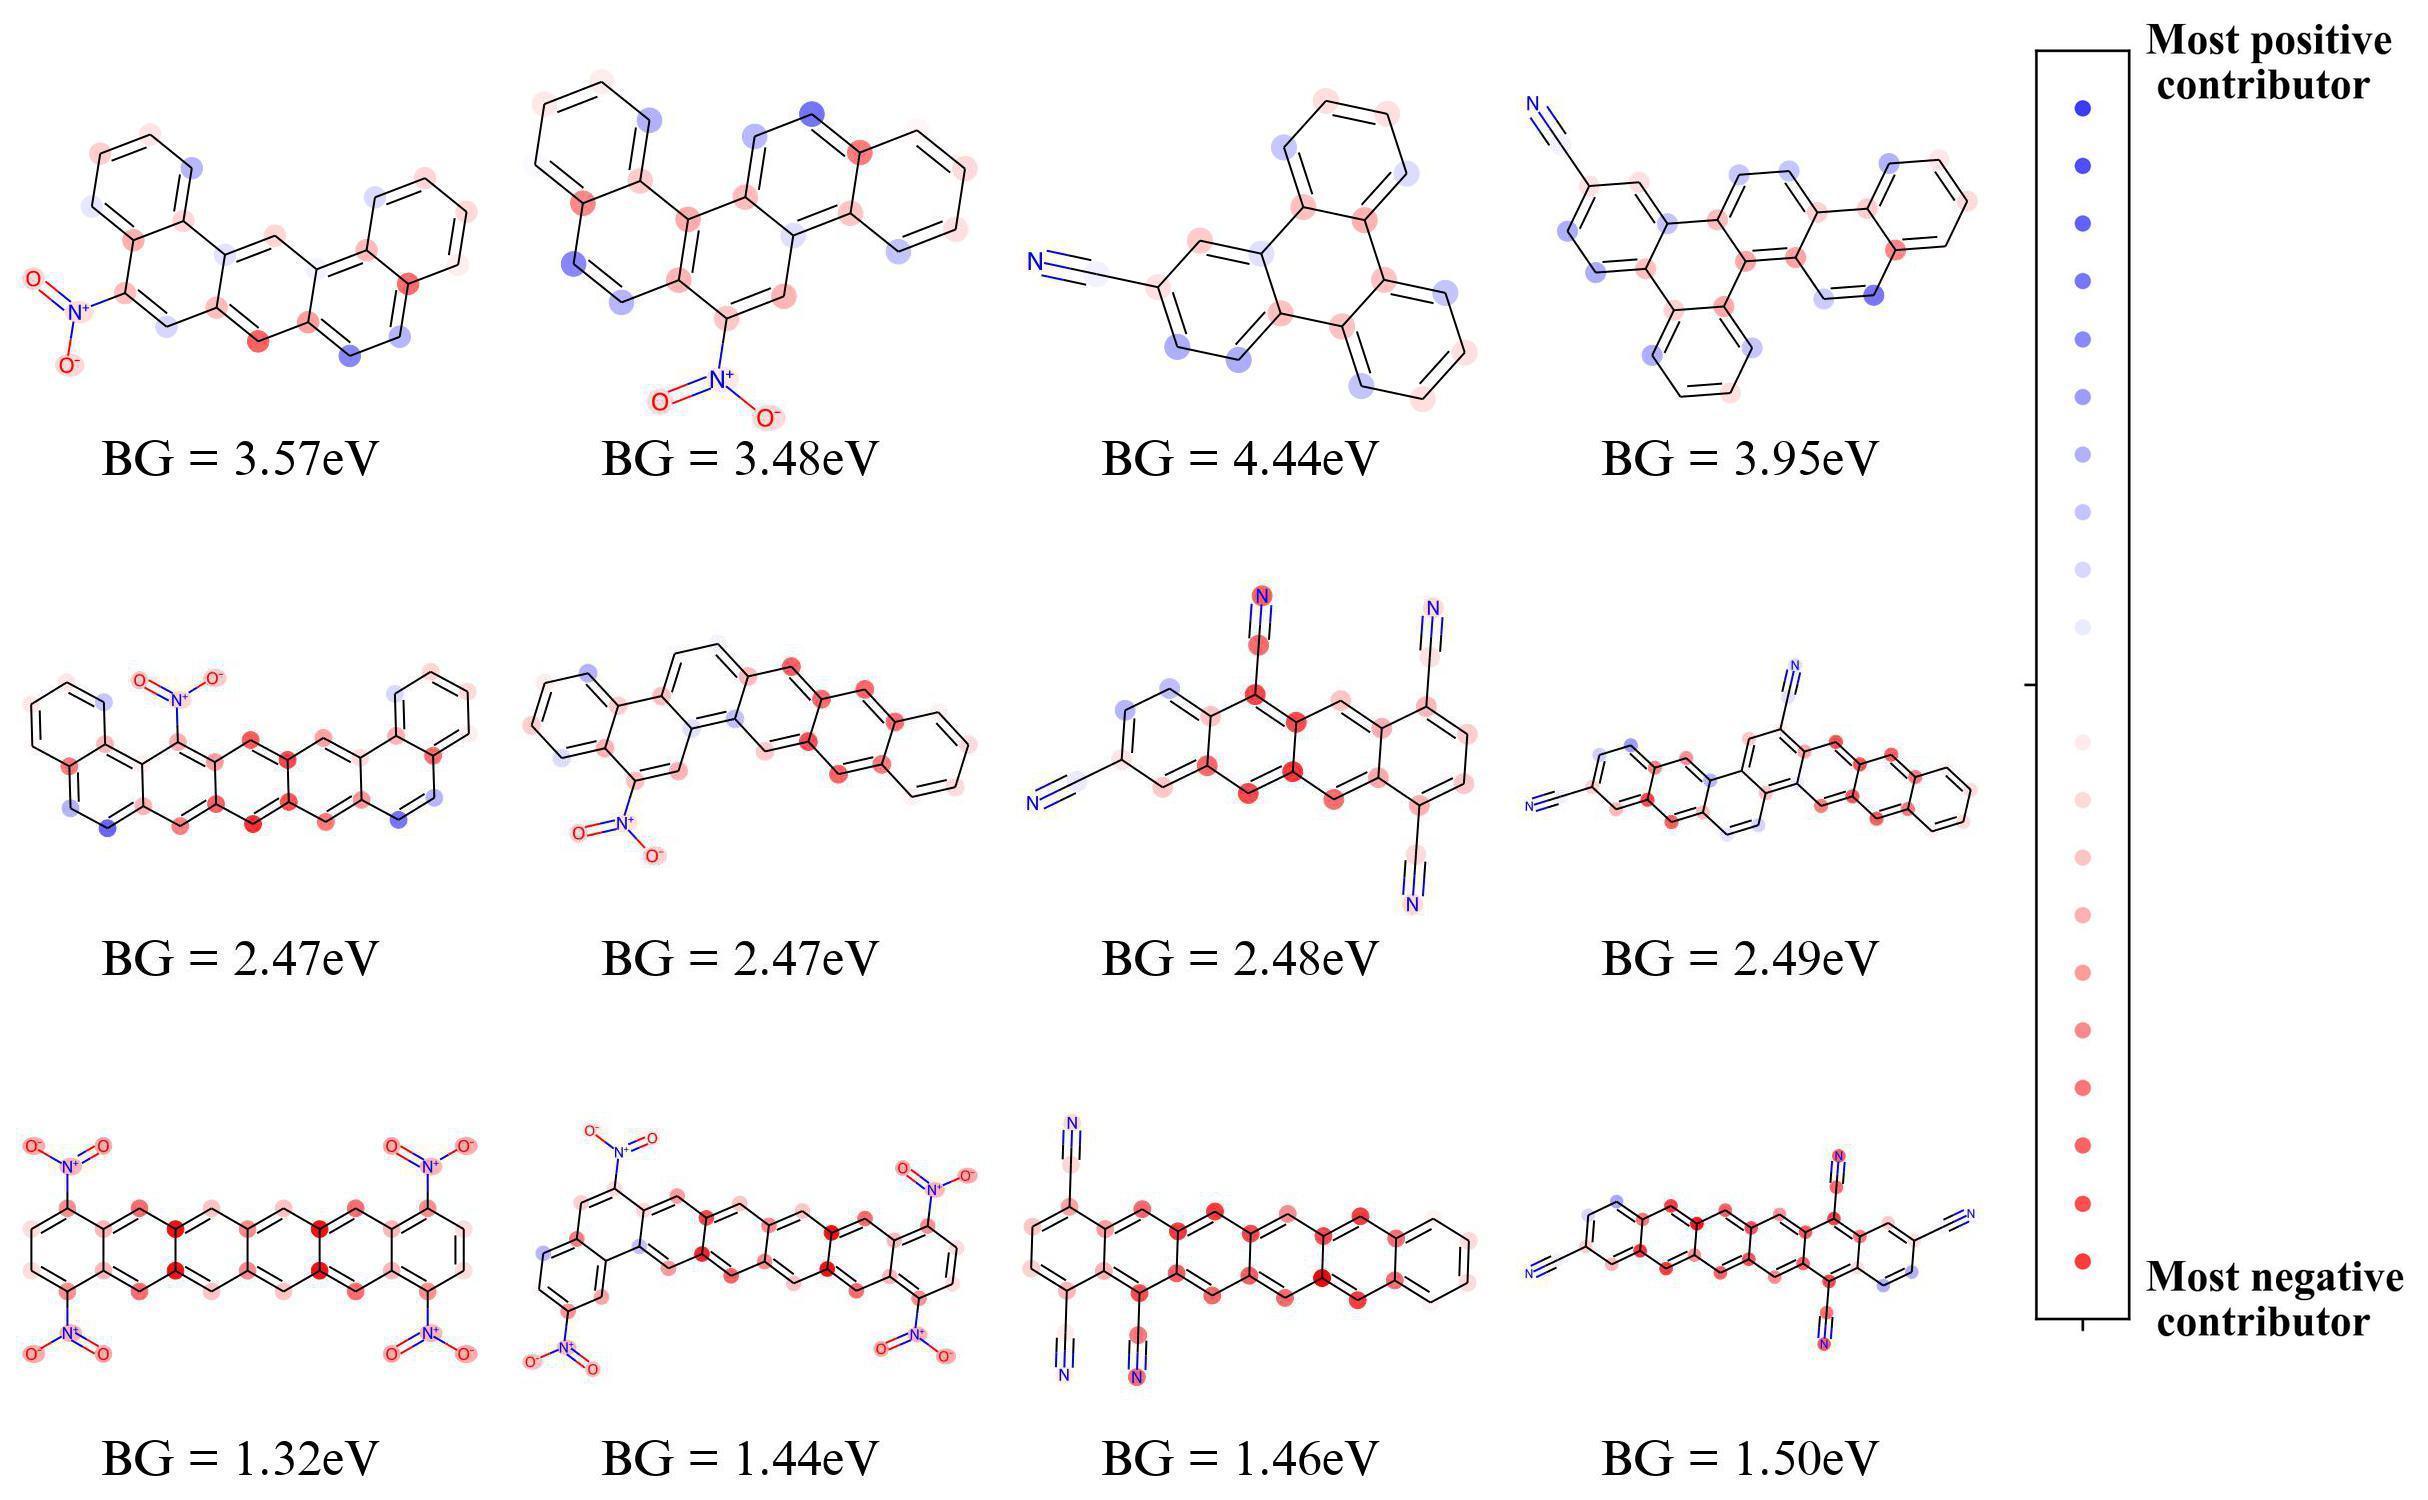 Most positive
contributor
N
O
N⁺
O⁻
N⁺
O
O⁻
N
BG = 3.57eV
BG = 3.48eV
BG = 4.44eV
BG = 3.95eV
O
O⁻
N⁺
O
N⁺
O⁻
N
N
N
N
N
N
BG = 2.47eV
BG = 2.47eV
BG = 2.48eV
BG = 2.49eV
O⁻
O
N⁺
O
O⁻
N⁺
N⁺
O⁻
O
N⁺
O
O⁻
O⁻
O
N⁺
O
O⁻
N⁺
O⁻
N⁺
O
O
N⁺
O⁻
N
N
N
N
N
N
N
Most negative
contributor
BG = 1.32eV
BG = 1.44eV
BG = 1.46eV
BG = 1.50eV